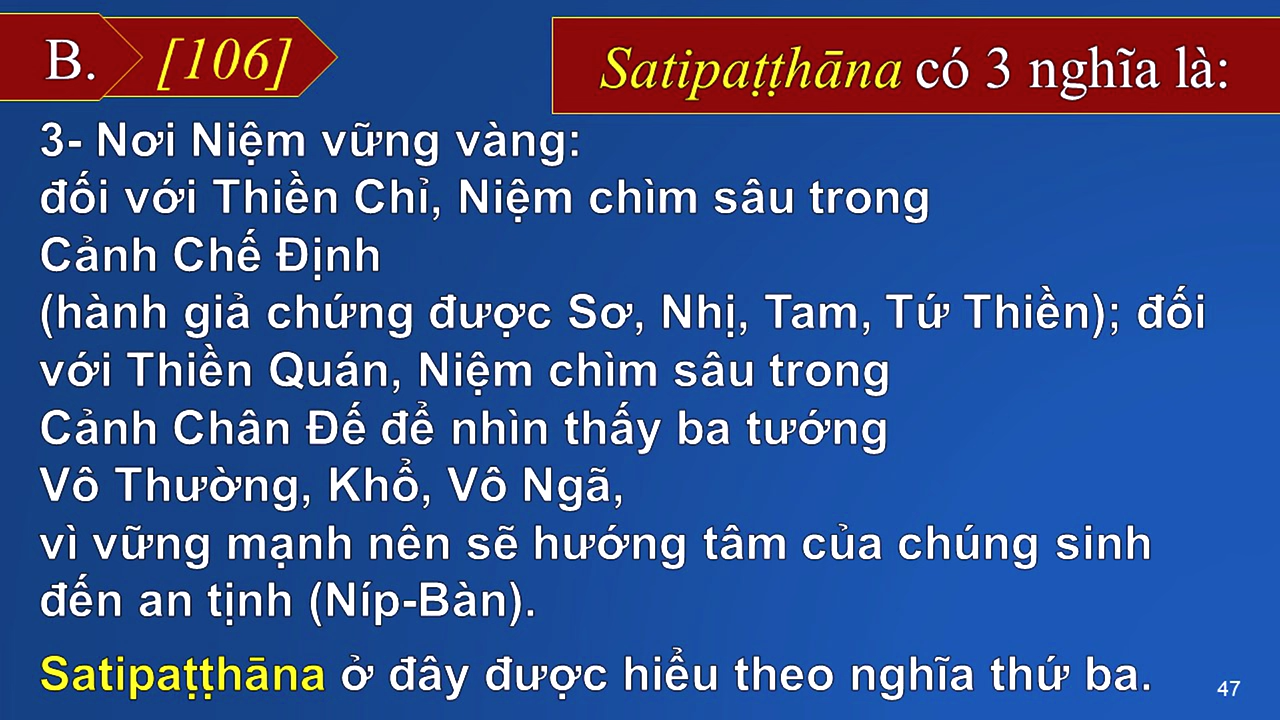 B. [106]
Satipaṭṭhāna có 3 nghĩa là:
3- Nơi Niệm vững vàng:
đối với Thiền Chỉ, Niệm chìm sâu trong
Cảnh Chế Định
(hành giả chứng được Sơ, Nhị, Tam, Tứ Thiền); đối
với Thiền Quán, Niệm chìm sâu trong
Cảnh Chân Đế để nhìn thấy ba tướng
Vô Thường, Khổ, Vô Ngã,
vì vững mạnh nên sẽ hướng tâm của chúng sinh
đến an tịnh (Níp-Bàn).
Satipaṭṭhāna ở đây được hiểu theo nghĩa thứ ba.
47